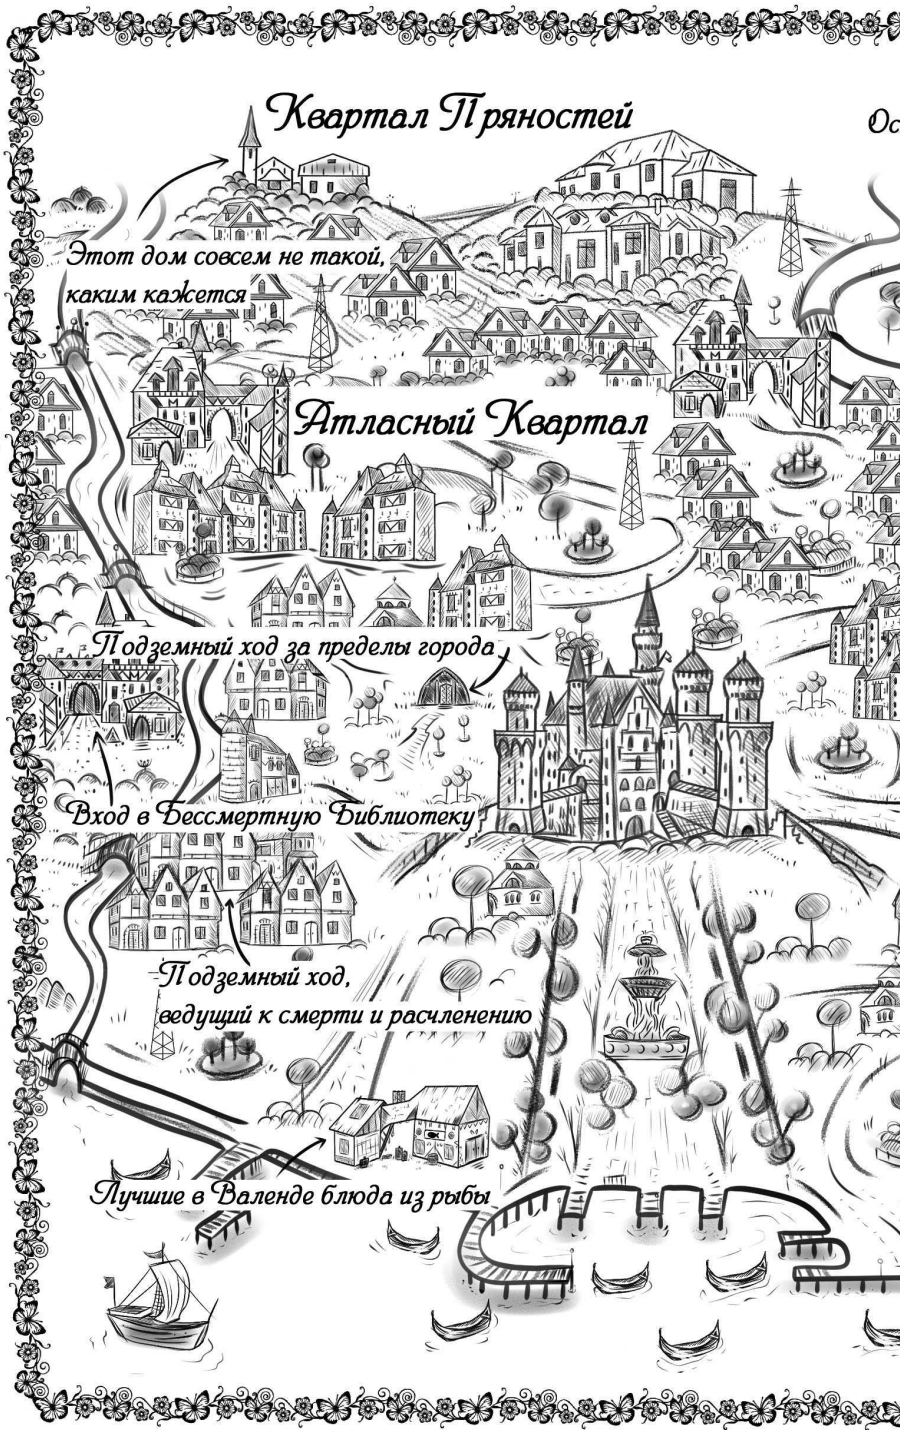 Квартал Пряностей
Ос
Этот дом совсем не такой,
каким кажется
Атласный Квартал
Подземный ход за пределы города
Вход в Бессмертную Библиотеку
Подземный ход,
ведущий к смерти и расчленению
Лучшие в Валенде блюда из рыбы